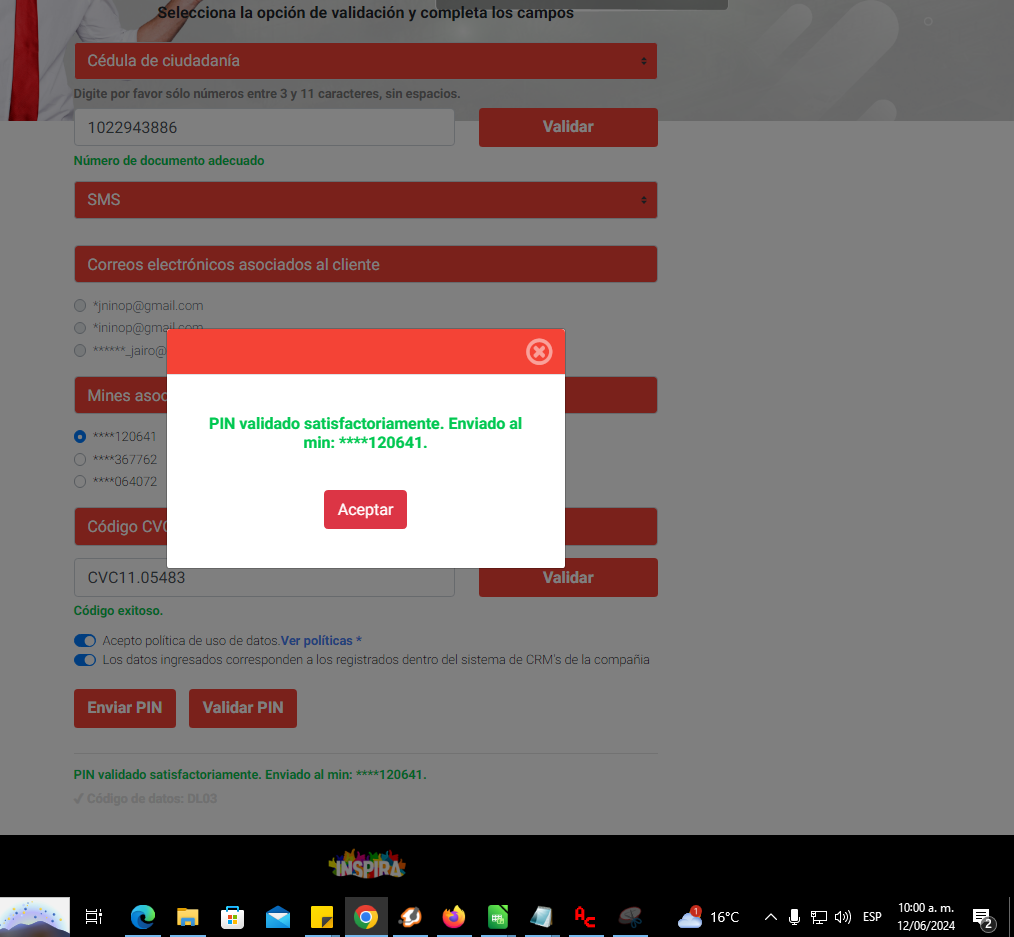 Selecciona la opción de validación y completa los campos
Cédula de ciudadanía
Digite por favor sólo números entre 3 y 11 caracteres, sin espacios.
1022943886
Validar
Número de documento adecuado
SMS
Correos electrónicos asociados al cliente
*jninop@gmail.com
*ininop@gmail.com
******_jairo@
Mines asoc
PIN validado satisfactoriamente. Enviado al
min: ****120641.
Aceptar
****120641
****367762
****064072
Código CVC
CVC11.05483
Validar
Código exitoso.
Acepto política de uso de datos.Ver políticas *
Los datos ingresados corresponden a los registrados dentro del sistema de CRM's de la compañia
Enviar PIN
Validar PIN
PIN validado satisfactoriamente. Enviado al min: ****120641.
✓ Código de datos: DL03
INSPIRA
1
16°C
ESP
10:00 a. m.
12/06/2024
2